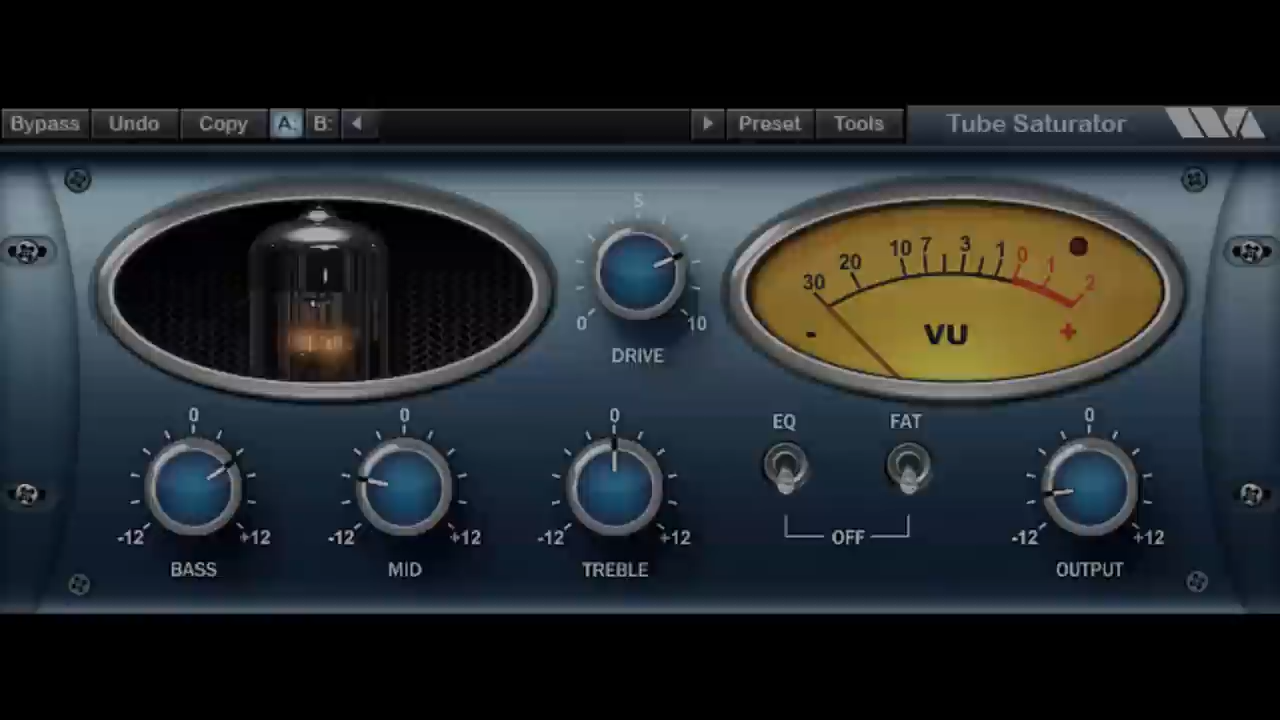 Bypass Undo Copy A: B: Preset Tools Tube Saturator
5
0 10
DRIVE
30 20 10 7 3 1 0 1 2
- VU +
EQ FAT
OFF
0 0 0 0
-12 +12 -12 +12 -12 +12 -12 +12
BASS MID TREBLE OUTPUT